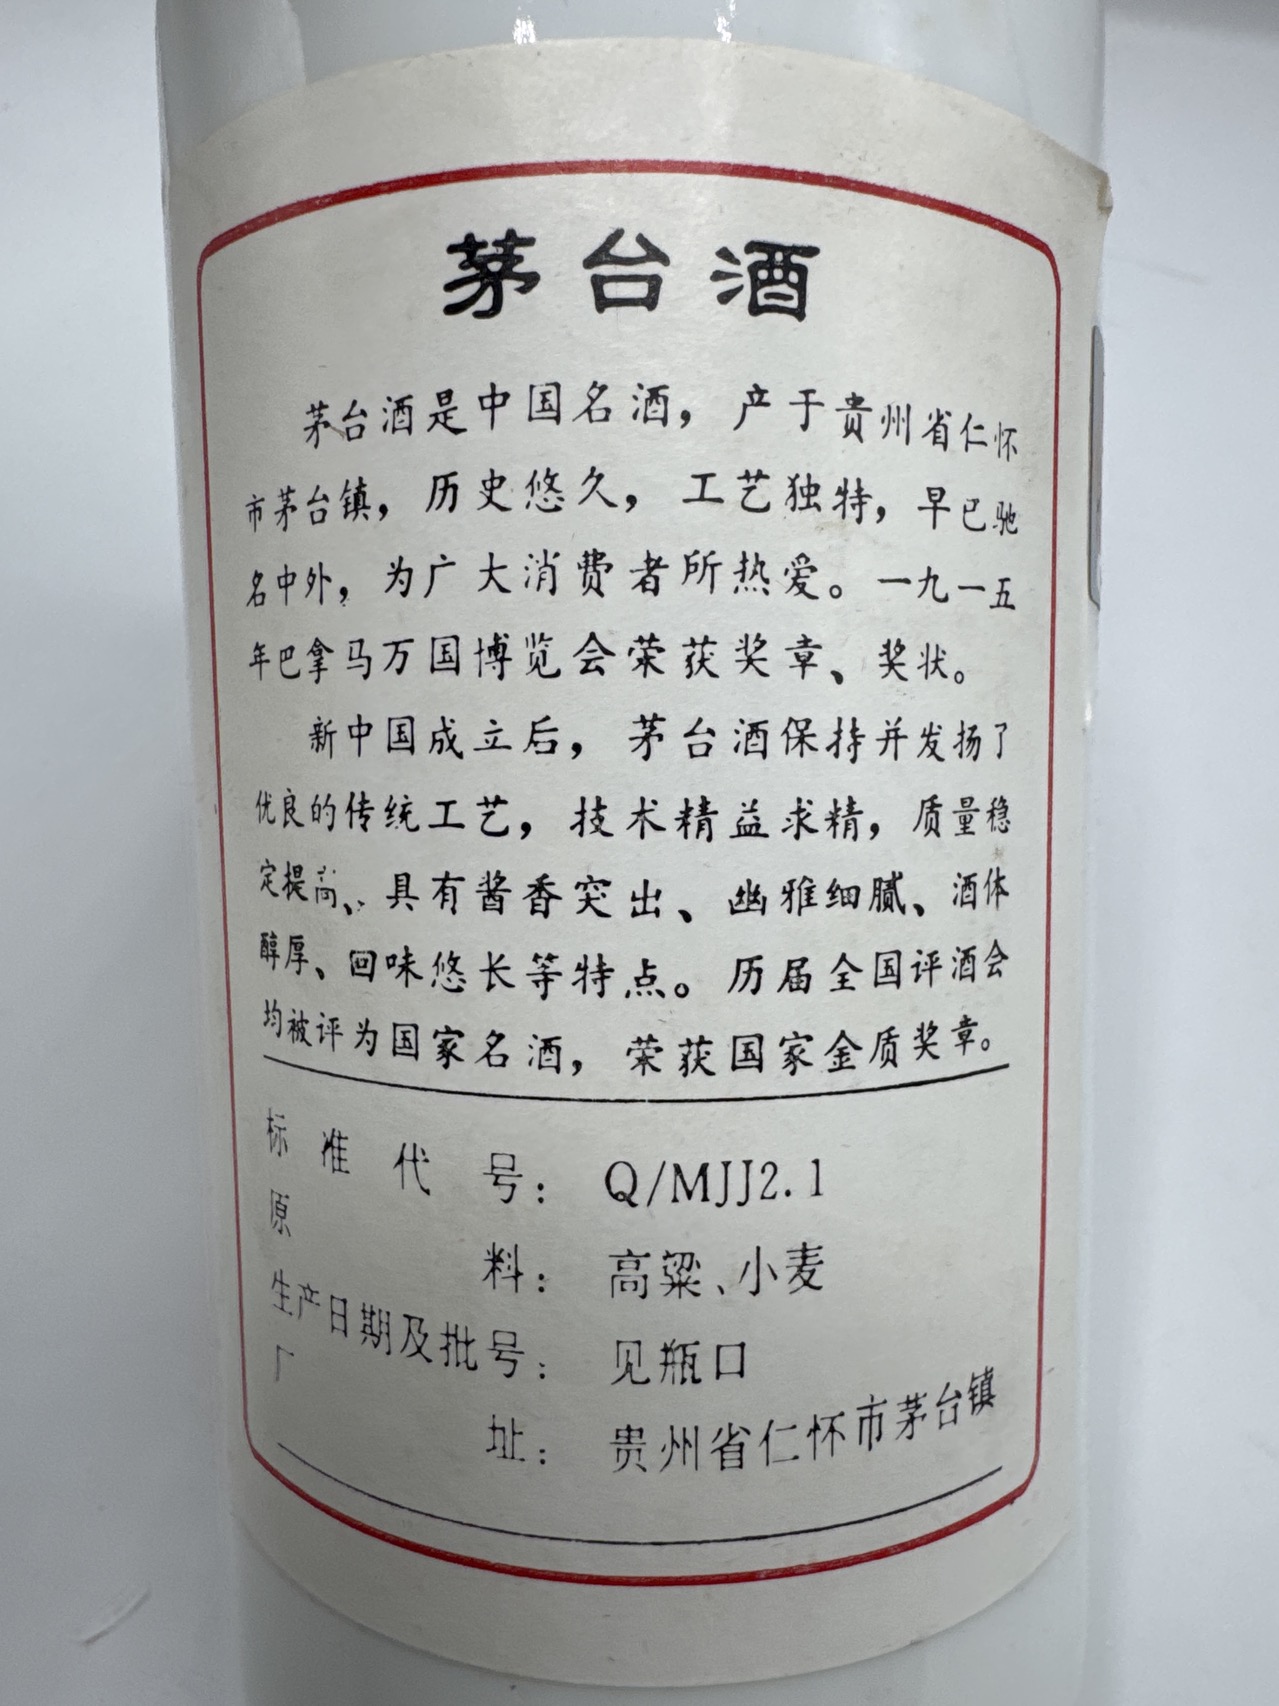 茅台酒
茅台酒是中国名酒，产于贵州省仁怀
市茅台镇，历史悠久，工艺独特，早已驰
名中外，为广大消费者所热爱。一九一五
年巴拿马万国博览会荣获奖章、奖状。
新中国成立后，茅台酒保持并发扬了
优良的传统工艺，技术精益求精，质量稳
定提高、具有酱香突出、幽雅细腻、酒体
醇厚、回味悠长等特点。历届全国评酒会
均被评为国家名酒，荣获国家金质奖章。
标准代号：Q/MJJ2.1
原料：高粱、小麦
生产日期及批号：见瓶口
厂址：贵州省仁怀市茅台镇